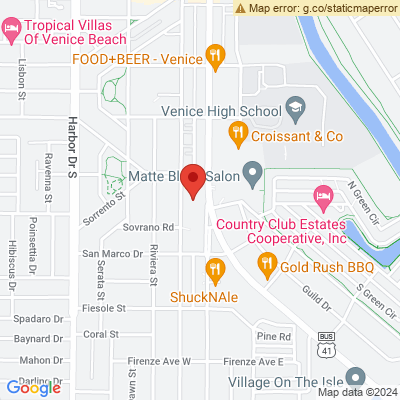 Map error: g.co/staticmaperror
Tropical Villas
Of Venice Beach
FOOD+BEER - Venice
Lisbon St
Harbor Dr S
Venice High School
Croissant & Co
Ravenna St
Matte Bl
Salon
N Green Cir
Sorrento St
Poinsettia Dr
Hibiscus Dr
Country Club Estates
Cooperative, Inc
Sovrano Rd
San Marco Dr
Riviera St
Serata St
Gold Rush BBQ
ShuckNAle
Guild Dr
S Green Cir
Fiesole St
Spadaro Dr
Coral St
Baynard Dr
Pine Rd
BUS
41
Mahon Dr
Firenze Ave W
Firenze Ave E
Darling Dr
Village On The Isle
Google
Map data ©2024